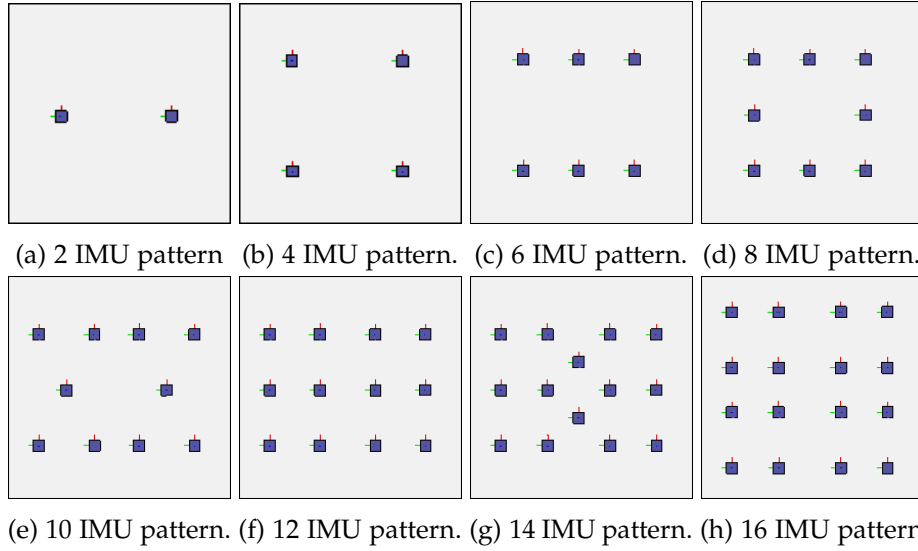 (a) 2 IMU pattern (b) 4 IMU pattern. (c) 6 IMU pattern. (d) 8 IMU pattern.
(e) 10 IMU pattern. (f) 12 IMU pattern. (g) 14 IMU pattern. (h) 16 IMU pattern